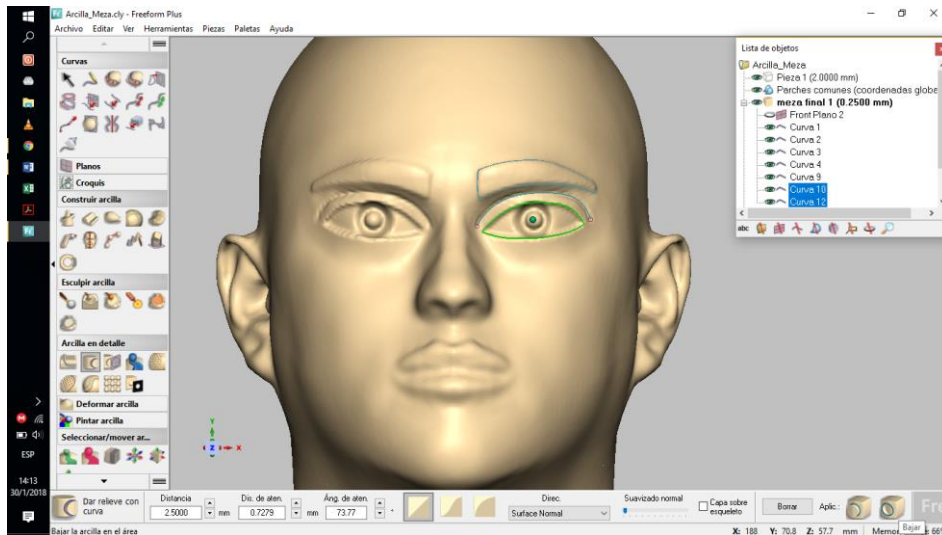 Arcilla_Meza.cly - Freeform Plus
Archivo Editar Ver Herramientas Piezas Paletas Ayuda
Curvas
Planos
Croquis
Construir arcilla
Esculpir arcilla
Arcilla en detalle
Deformar arcilla
Pintar arcilla
Seleccionar/mover ar...
Lista de objetos
Arcilla_Meza
Pieza 1 (2.0000 mm)
Parches comunes (coordenadas globe
meza final 1 (0.2500 mm)
Front Plano 2
Curva 1
Curva 2
Curva 3
Curva 4
Curva 9
Curva 10
Curva 12
abc
Y
Z X
ESP
14:13
30/1/2018
Dar relieve con curva
Distancia
2.5000 mm
Dis. de aten.
0.7279 mm
Áng. de aten.
73.77 °
Direc.
Surface Normal
Suavizado normal
Capa sobre esqueleto
Borrar
Aplic.:
Fre
Bajar
Bajar la arcilla en el área
X: 188 Y: 70.8 Z: 57.7 mm